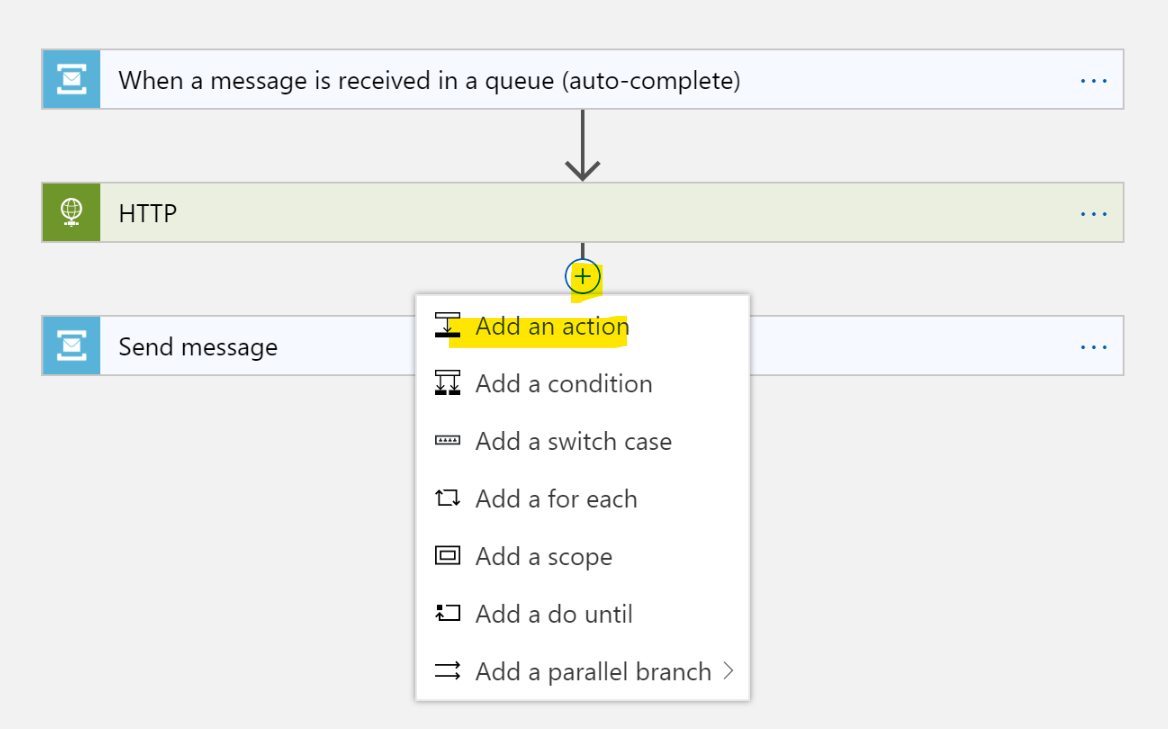 When a message is received in a queue (auto-complete)
HTTP
Add an action
Send message
Add a condition
Add a switch case
Add a for each
Add a scope
Add a do until
Add a parallel branch